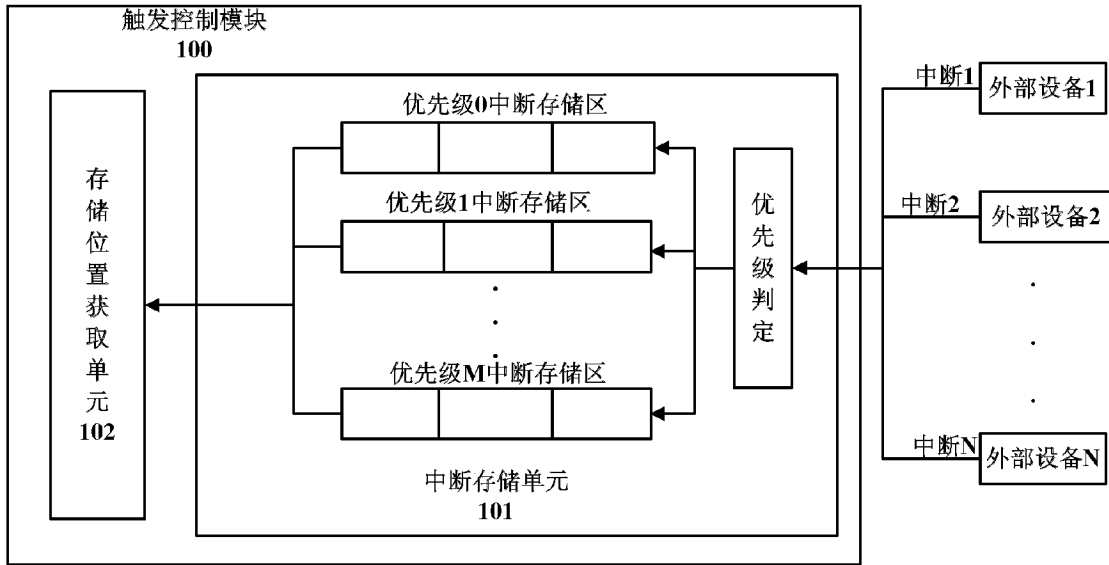 触发控制模块
100
存储位置获取单元
102
优先级0中断存储区
优先级1中断存储区
优先级M中断存储区
中断存储单元
101
优先级判定
中断1
外部设备1
中断2
外部设备2
中断N
外部设备N